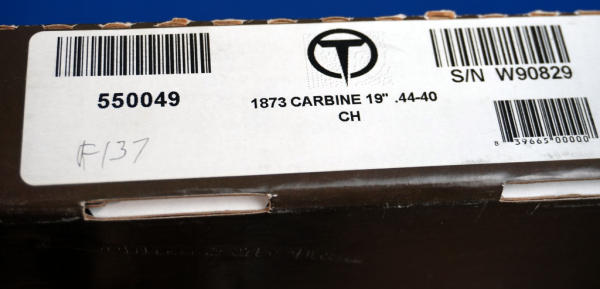 550049
F137
1873 CARBINE 19" .44-40
CH
S/N W90829
8 39665 00000